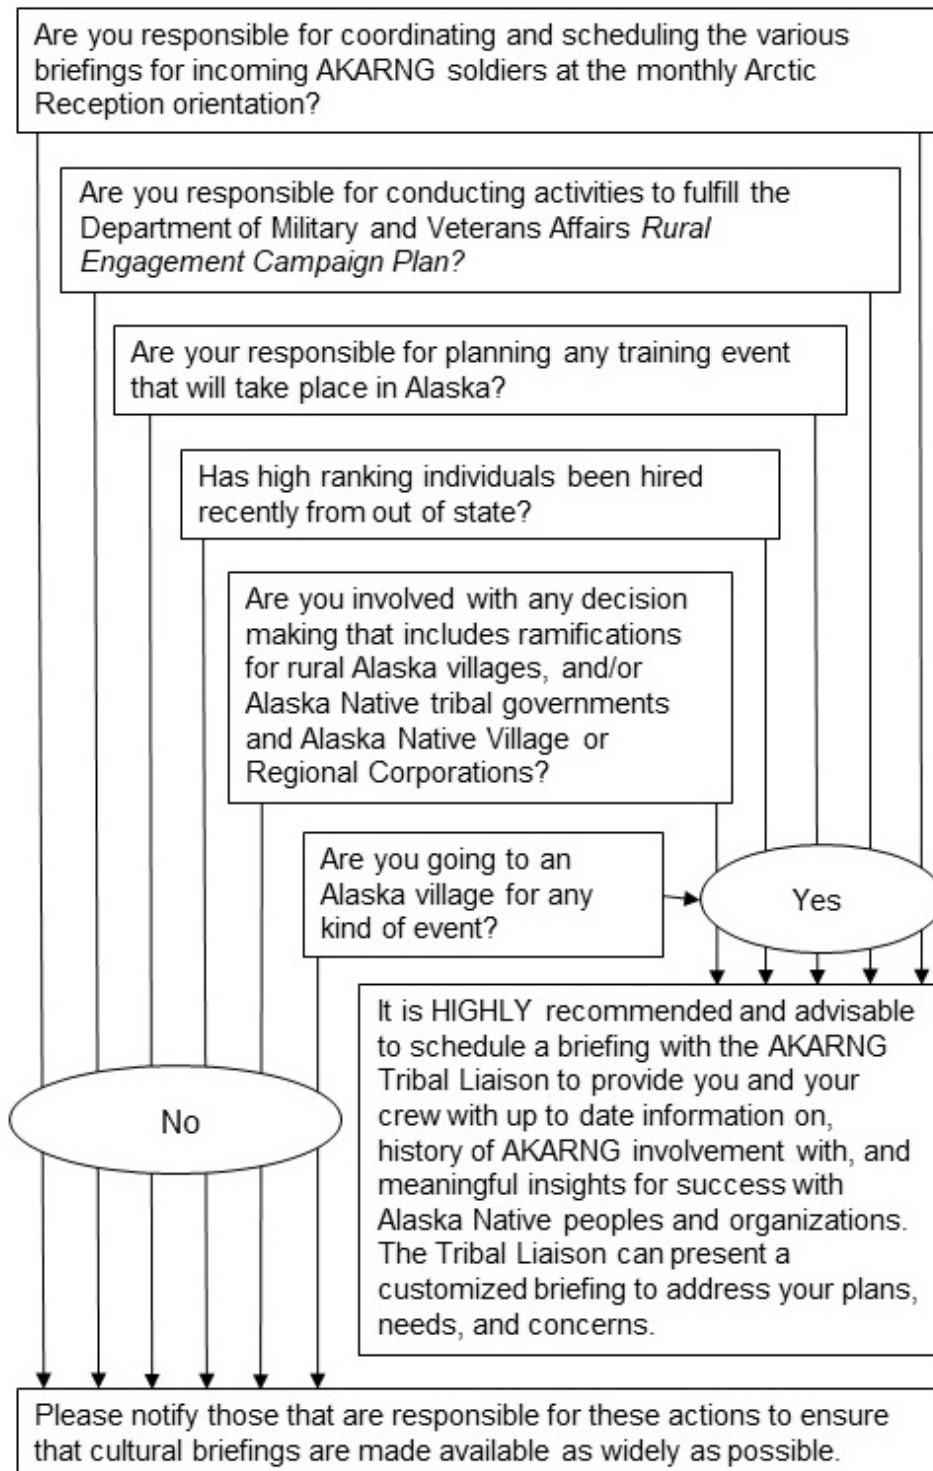 Are you responsible for coordinating and scheduling the various
briefings for incoming AKARNG soldiers at the monthly Arctic
Reception orientation?
Are you responsible for conducting activities to fulfill the
Department of Military and Veterans Affairs Rural
Engagement Campaign Plan?
Are your responsible for planning any training event
that will take place in Alaska?
Has high ranking individuals been hired
recently from out of state?
Are you involved with any decision
making that includes ramifications
for rural Alaska villages, and/or
Alaska Native tribal governments
and Alaska Native Village or
Regional Corporations?
Are you going to an
Alaska village for any
kind of event?
Yes
It is HIGHLY recommended and advisable
to schedule a briefing with the AKARNG
Tribal Liaison to provide you and your
crew with up to date information on,
history of AKARNG involvement with, and
meaningful insights for success with
Alaska Native peoples and organizations.
The Tribal Liaison can present a
customized briefing to address your plans,
needs, and concerns.
No
Please notify those that are responsible for these actions to ensure
that cultural briefings are made available as widely as possible.